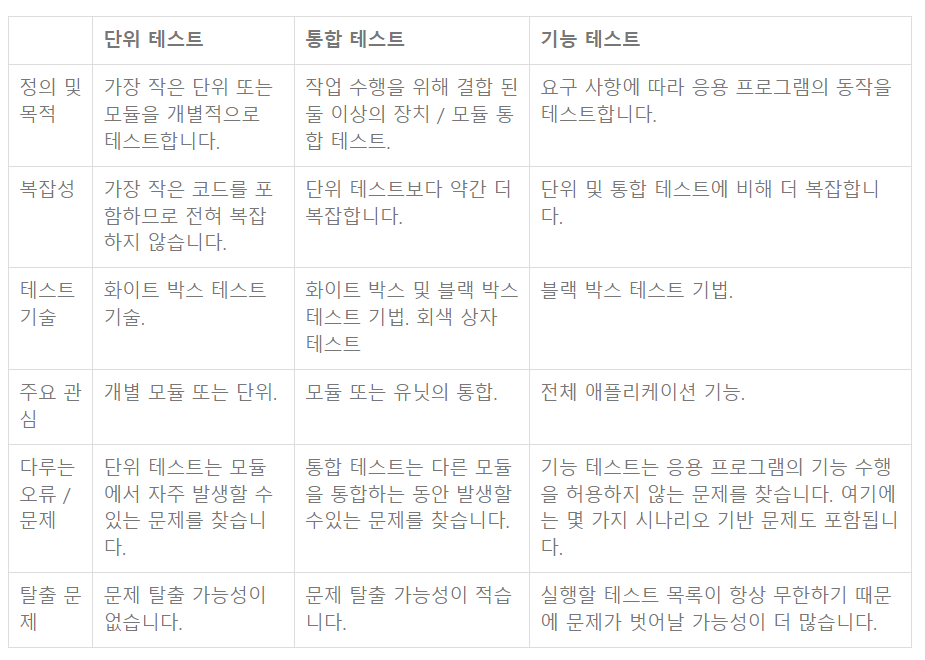 단위 테스트
통합 테스트
기능 테스트
정의 및
목적
가장 작은 단위 또는
모듈을 개별적으로
테스트합니다.
작업 수행을 위해 결합 된
둘 이상의 장치 / 모듈 통
합 테스트.
요구 사항에 따라 응용 프로그램의 동작을
테스트합니다.
복잡성
가장 작은 코드를 포
함하므로 전혀 복잡
하지 않습니다.
단위 테스트보다 약간 더
복잡합니다.
단위 및 통합 테스트에 비해 더 복잡합니
다.
테스트
기술
화이트 박스 테스트
기술.
화이트 박스 및 블랙 박스
테스트 기법. 회색 상자
테스트
블랙 박스 테스트 기법.
주요 관
심
개별 모듈 또는 단위.
모듈 또는 유닛의 통합.
전체 애플리케이션 기능.
다루는
오류 /
문제
단위 테스트는 모듈
에서 자주 발생할 수
있는 문제를 찾습니
다.
통합 테스트는 다른 모듈
을 통합하는 동안 발생할
수있는 문제를 찾습니다.
기능 테스트는 응용 프로그램의 기능 수행
을 허용하지 않는 문제를 찾습니다. 여기에
는 몇 가지 시나리오 기반 문제도 포함됩니
다.
탈출 문
제
문제 탈출 가능성이
없습니다.
문제 탈출 가능성이 적습
니다.
실행할 테스트 목록이 항상 무한하기 때문
에 문제가 벗어날 가능성이 더 많습니다.